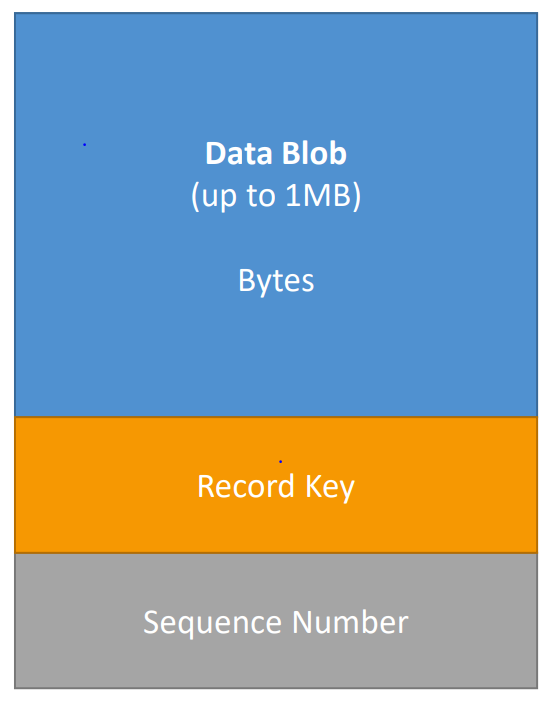 Data Blob
(up to 1MB)
Bytes
Record Key
Sequence Number